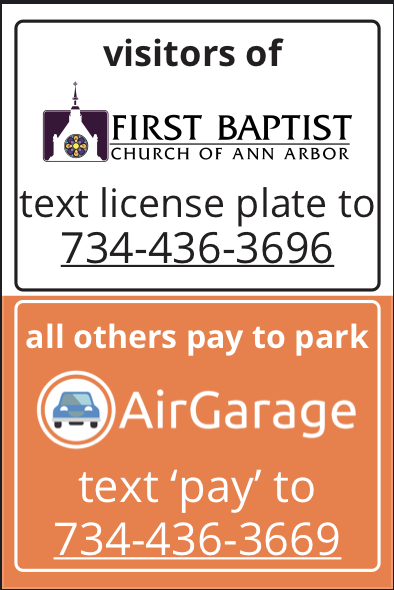 visitors of
FIRST BAPTIST
CHURCH OF ANN ARBOR
text license plate to
734-436-3696
all others pay to park
AirGarage
text ‘pay’ to
734-436-3669